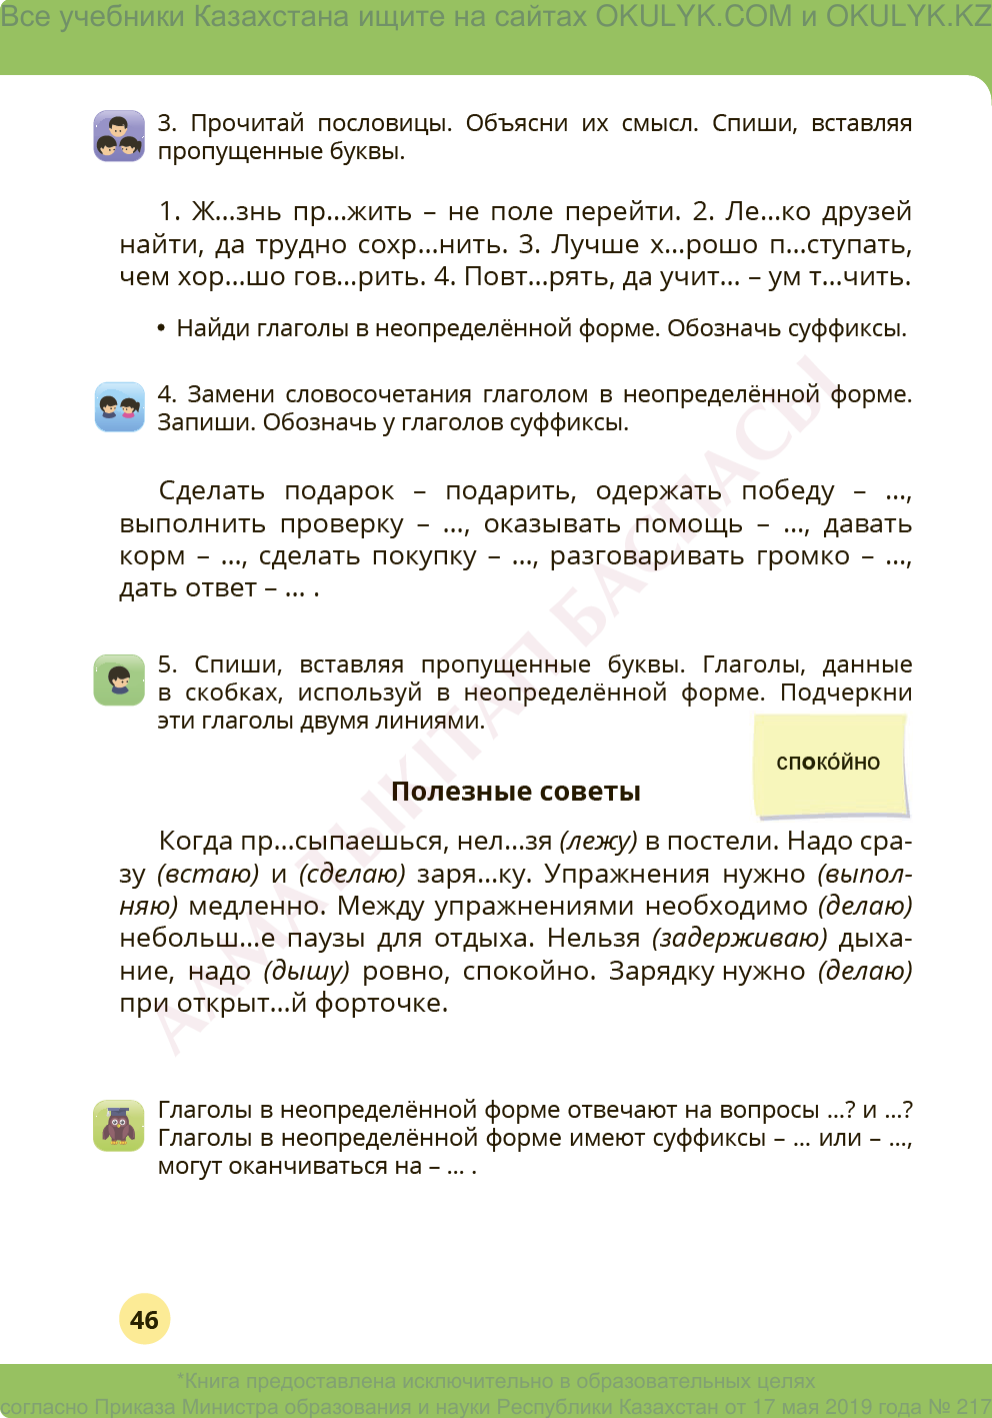 Все учебники Казахстана ищите на сайтах OKULYK.COM и OKULYK.KZ
3. Прочитай пословицы. Объясни их смысл. Спиши, вставляя
пропущенные буквы.
1. Ж...знь пр...жить – не поле перейти. 2. Ле...ко друзей
найти, да трудно сохр...нить. 3. Лучше х...рошо п...ступать,
чем хор...шо гов...рить. 4. Повт...рять, да учит... – ум т...чить.
• Найди глаголы в неопределённой форме. Обозначь суффиксы.
4. Замени словосочетания глаголом в неопределённой форме.
Запиши. Обозначь у глаголов суффиксы.
Сделать подарок – подарить, одержать победу – ...,
выполнить проверку – ..., оказывать помощь – ..., давать
корм – ..., сделать покупку – ..., разговаривать громко – ...,
дать ответ – ... .
5. Спиши, вставляя пропущенные буквы. Глаголы, данные
в скобках, используй в неопределённой форме. Подчеркни
эти глаголы двумя линиями.
спокóйно
Полезные советы
Когда пр...сыпаешься, нел...зя (лежу) в постели. Надо сра-
зу (встаю) и (сделаю) заря...ку. Упражнения нужно (выпол-
няю) медленно. Между упражнениями необходимо (делаю)
небольш...е паузы для отдыха. Нельзя (задерживаю) дыха-
ние, надо (дышу) ровно, спокойно. Зарядку нужно (делаю)
при открыт...й форточке.
Глаголы в неопределённой форме отвечают на вопросы ...? и ...?
Глаголы в неопределённой форме имеют суффиксы – ... или – ...,
могут оканчиваться на – ... .
АЛМАТЫКІТАП БАСПАСЫ
46
*Книга предоставлена исключительно в образовательных целях
согласно Приказа Министра образования и науки Республики Казахстан от 17 мая 2019 года № 217